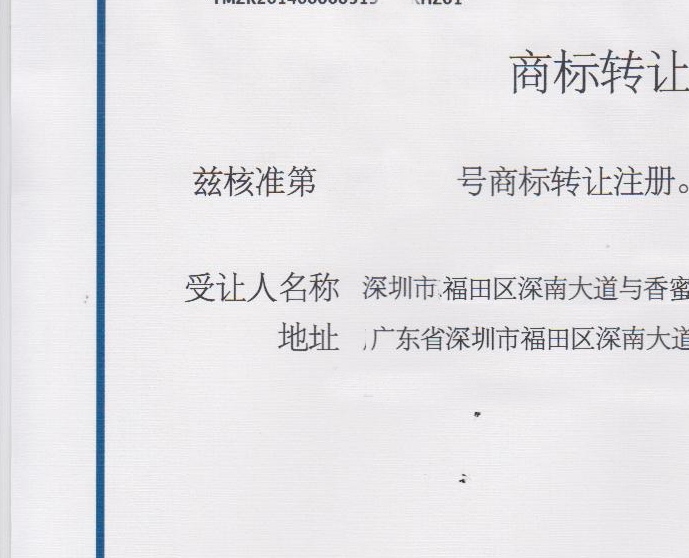 商标转让
兹核准第 号商标转让注册。
受让人名称 深圳市福田区深南大道与香蜜
地址 广东省深圳市福田区深南大道